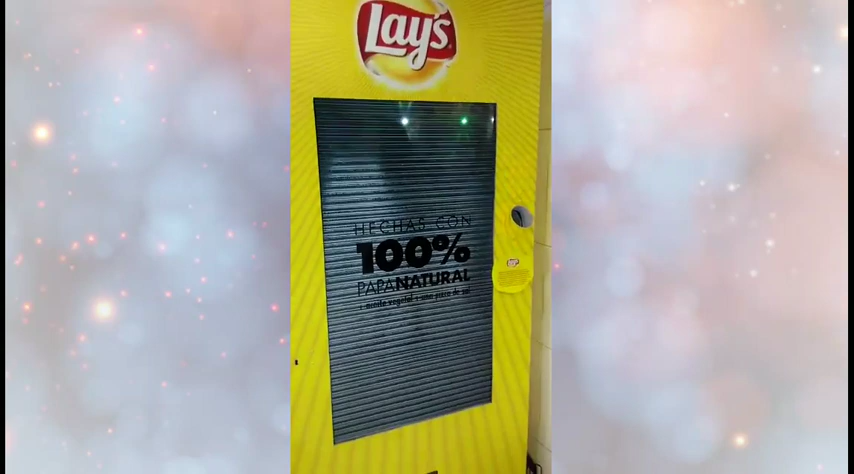 Lay's
HECHAS CON
100%
PAPANATURAL
+ aceite vegetal + una pizca de sal